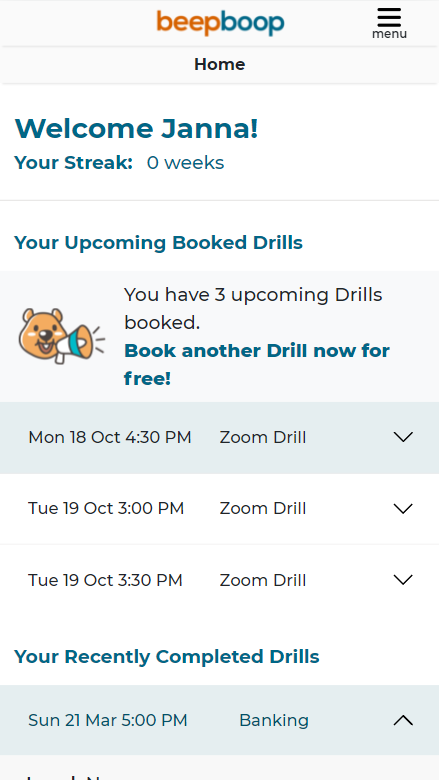 beepboop
menu
Home
Welcome Janna!
Your Streak: 0 weeks
Your Upcoming Booked Drills
You have 3 upcoming Drills
booked.
Book another Drill now for
free!
Mon 18 Oct 4:30 PM Zoom Drill
Tue 19 Oct 3:00 PM Zoom Drill
Tue 19 Oct 3:30 PM Zoom Drill
Your Recently Completed Drills
Sun 21 Mar 5:00 PM Banking